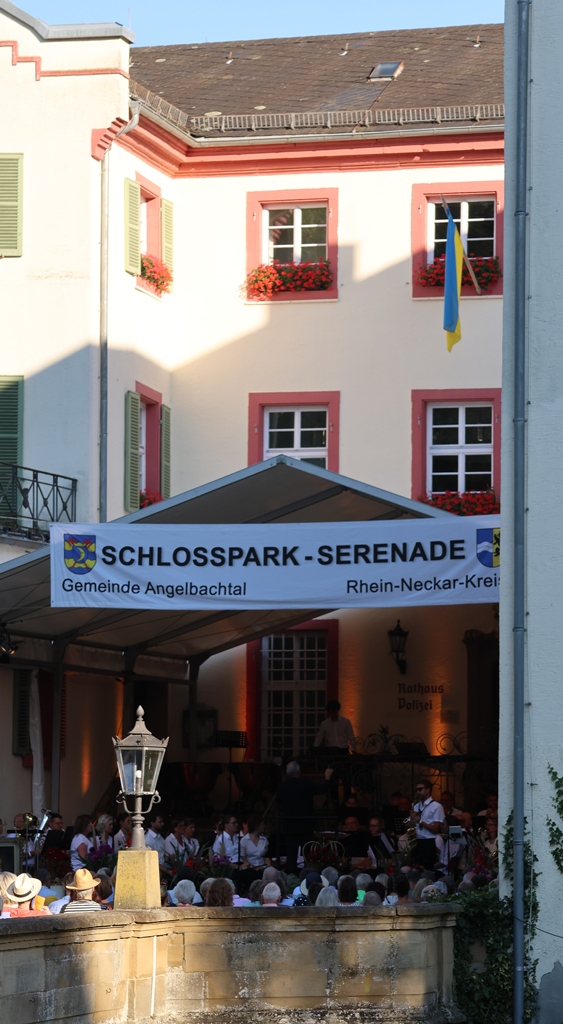 SCHLOSSPARK-SERENADE
Gemeinde Angelbachtal
Rhein-Neckar-Kreis
Rathaus
Polizei